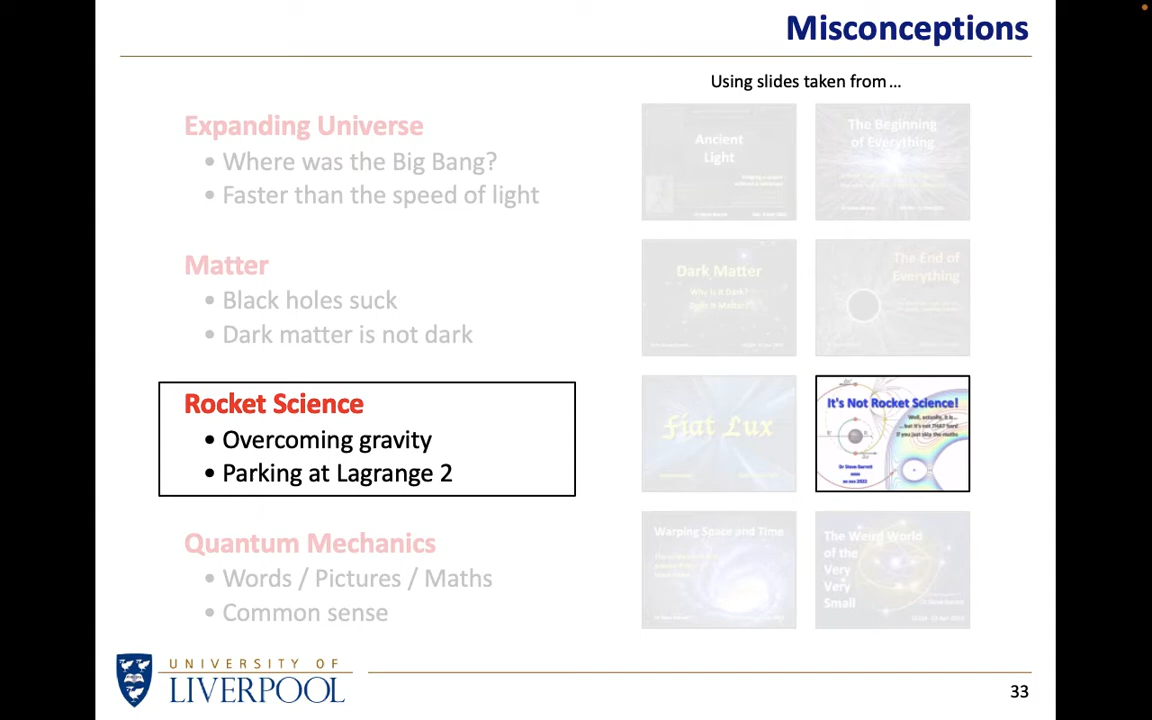 Misconceptions
Using slides taken from ...
Expanding Universe
• Where was the Big Bang?
• Faster than the speed of light
Matter
• Black holes suck
• Dark matter is not dark
Rocket Science
• Overcoming gravity
• Parking at Lagrange 2
Quantum Mechanics
• Words / Pictures / Maths
• Common sense
Ancient
Light
The Beginning
of Everything
Dark Matter
Why Is It Dark?
Does It Matter?
The End of
Everything
Fiat Lux
It's Not Rocket Science!
Well, actually, it is...
...but it's not THAT hard
if you just skip the maths
Dr Steve Barrett
Warping Space and Time
The Weird World
of the
Very
Very
Small
UNIVERSITY OF
LIVERPOOL
33